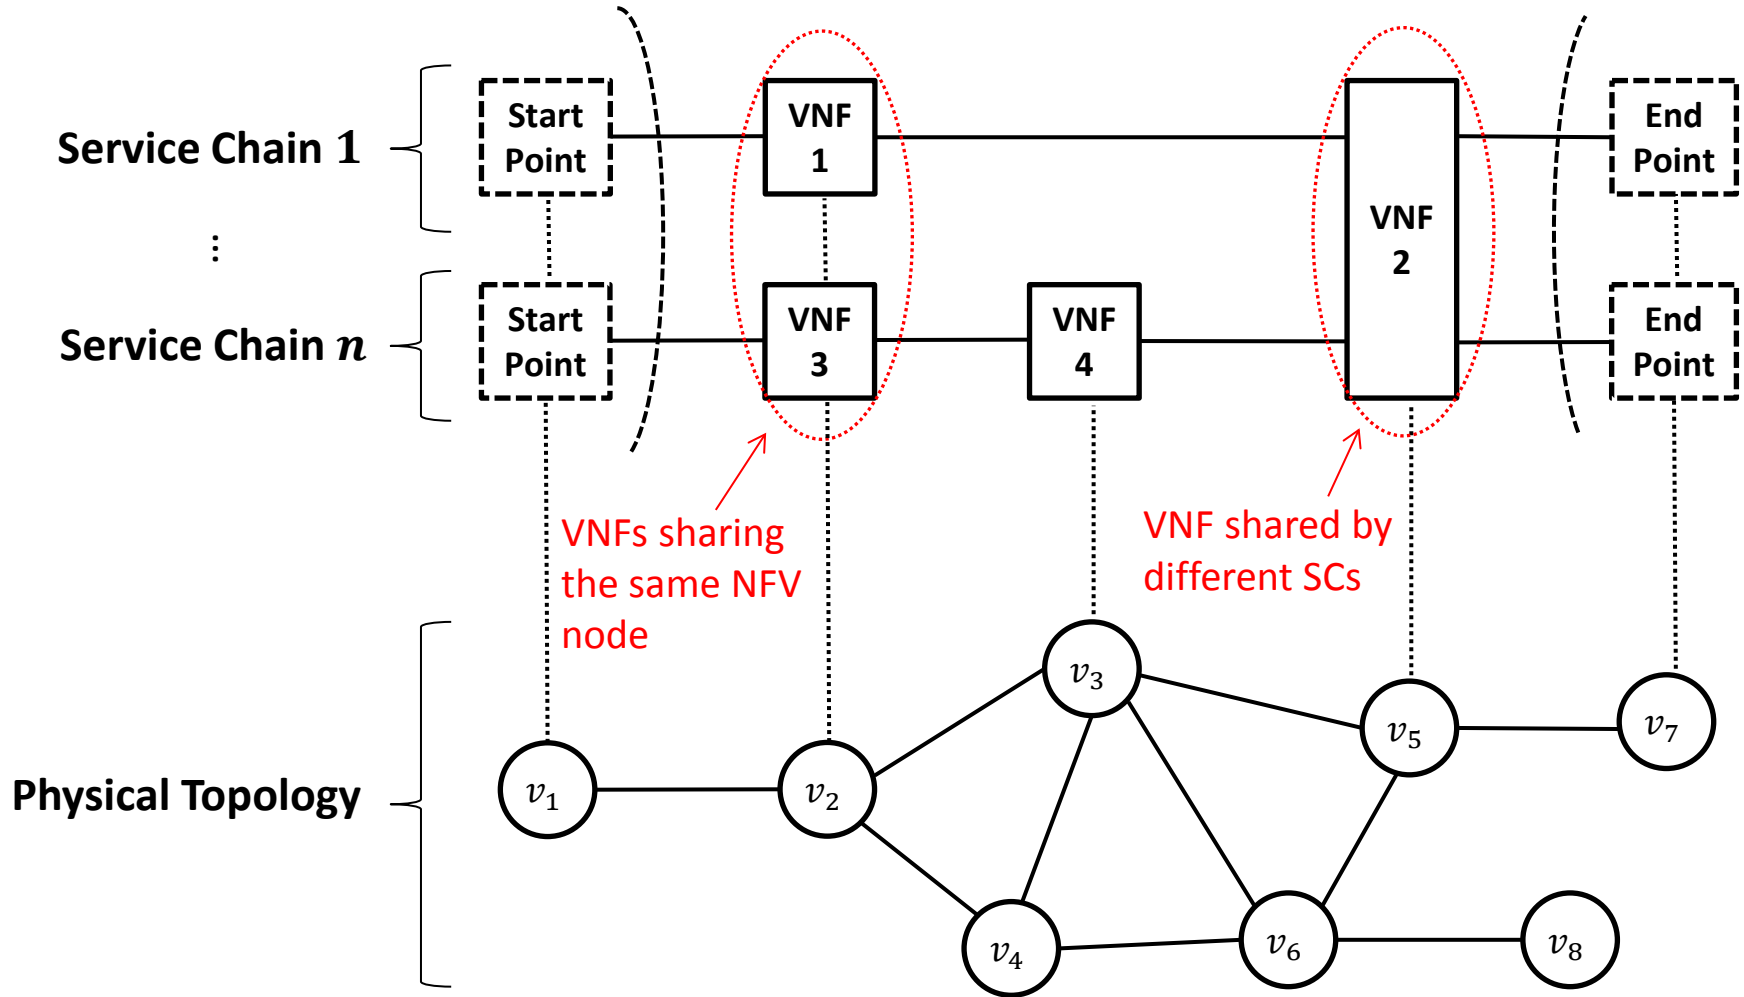 Service Chain 1
Start
Point
VNF
1
VNF
2
End
Point
⋮
Service Chain n
Start
Point
VNF
3
VNF
4
End
Point
VNFs sharing
the same NFV
node
VNF shared by
different SCs
Physical Topology
v₁
v₂
v₃
v₄
v₅
v₆
v₇
v₈